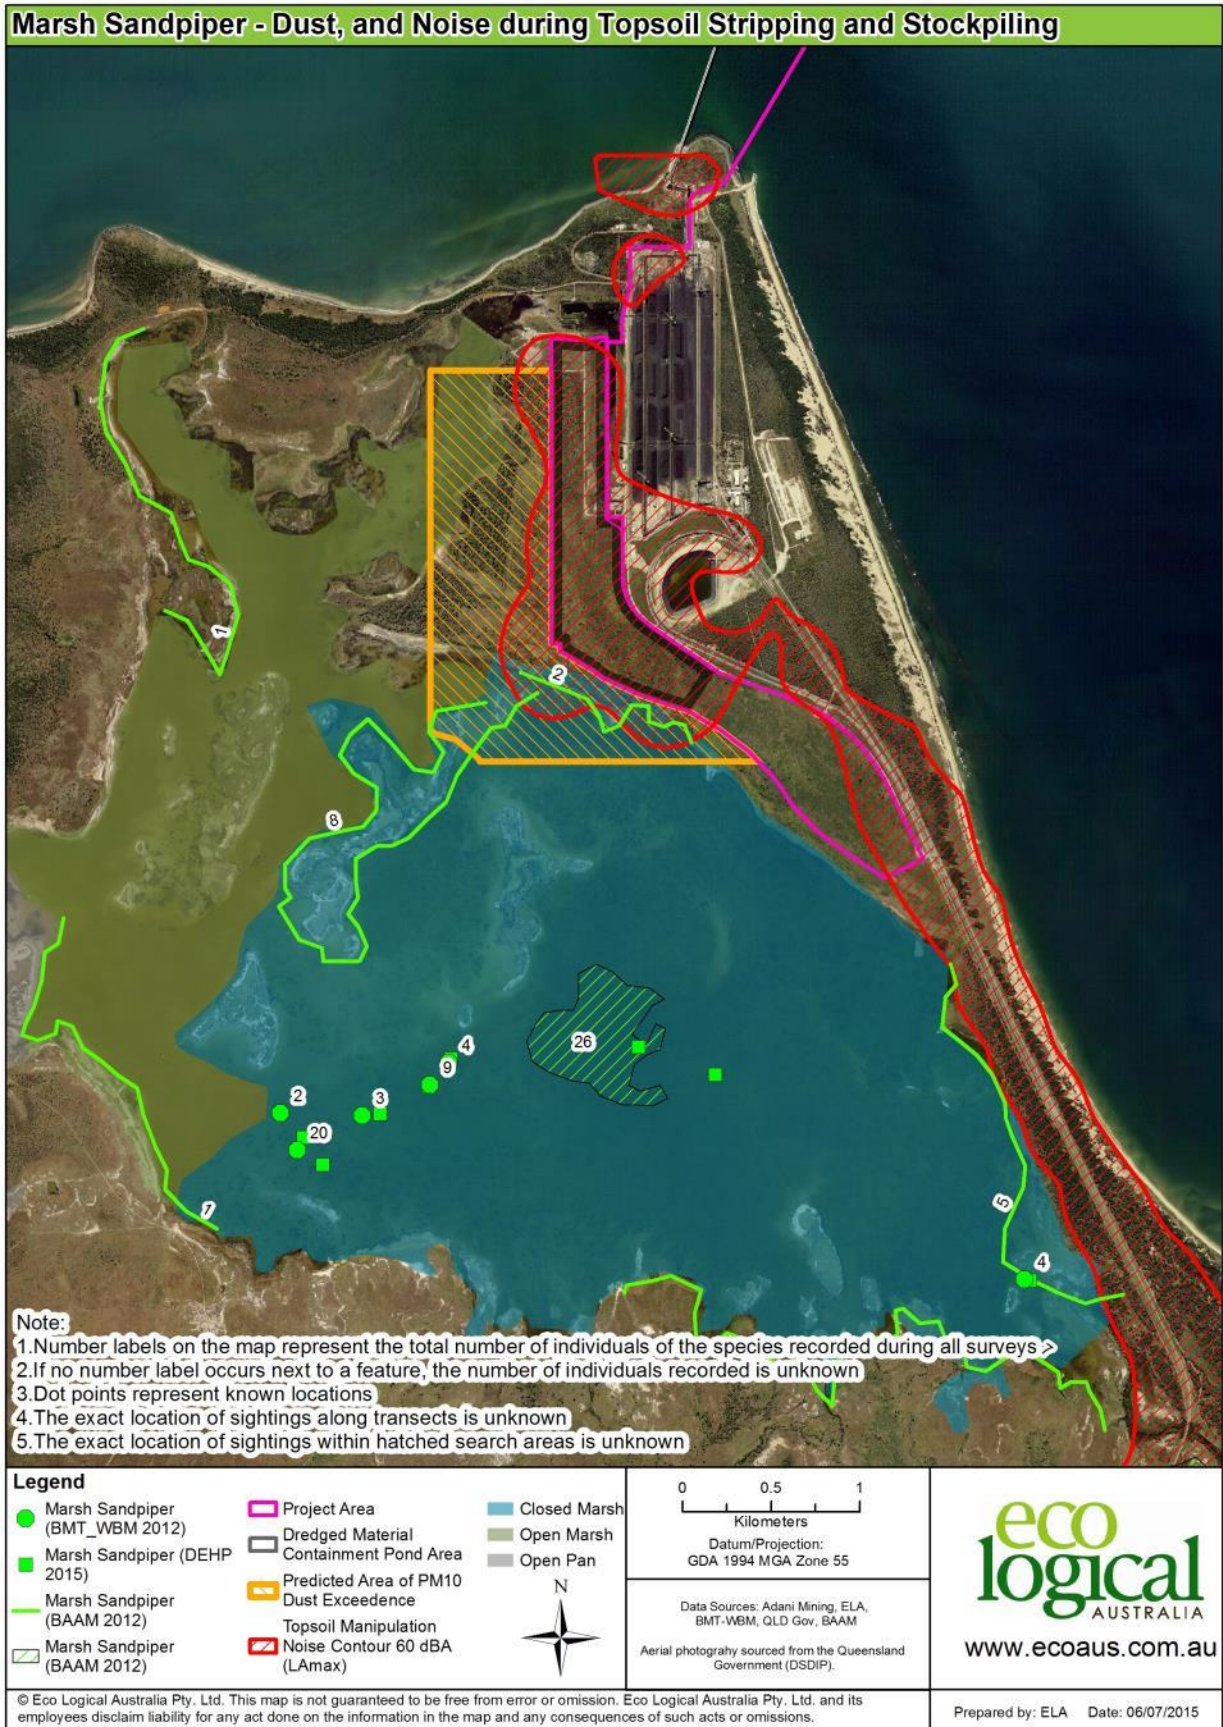 Marsh Sandpiper - Dust, and Noise during Topsoil Stripping and Stockpiling
1
2
8
26
4
9
2
3
20
1
5
4
Note:
1.Number labels on the map represent the total number of individuals of the species recorded during all surveys
2.If no number label occurs next to a feature, the number of individuals recorded is unknown
3.Dot points represent known locations
4.The exact location of sightings along transects is unknown
5.The exact location of sightings within hatched search areas is unknown
Legend
Marsh Sandpiper
(BMT_WBM 2012)
Marsh Sandpiper (DEHP
2015)
Marsh Sandpiper
(BAAM 2012)
Marsh Sandpiper
(BAAM 2012)
Project Area
Dredged Material
Containment Pond Area
Predicted Area of PM10
Dust Exceedence
Topsoil Manipulation
Noise Contour 60 dBA
(LAmax)
Closed Marsh
Open Marsh
Open Pan
N
0 0.5 1
Kilometers
Datum/Projection:
GDA 1994 MGA Zone 55
Data Sources: Adani Mining, ELA,
BMT-WBM, QLD Gov, BAAM
Aerial photograhy sourced from the Queensland
Government (DSDIP).
eco
logical
AUSTRALIA
www.ecoaus.com.au
© Eco Logical Australia Pty. Ltd. This map is not guaranteed to be free from error or omission. Eco Logical Australia Pty. Ltd. and its
employees disclaim liability for any act done on the information in the map and any consequences of such acts or omissions.
Prepared by: ELA Date: 06/07/2015